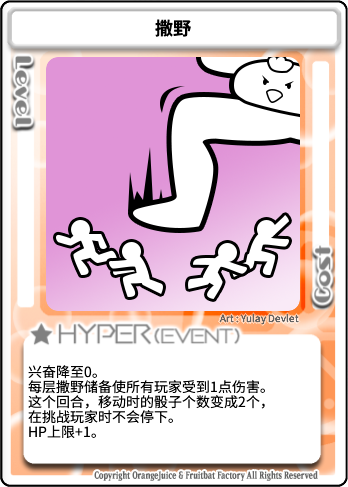 撒野
Level
Cost
Art : Yulay Devlet
HYPER (EVENT)
兴奋降至0。
每层撒野储备使所有玩家受到1点伤害。
这个回合，移动时的骰子个数变成2个，
在挑战玩家时不会停下。
HP上限+1。
Copyright OrangeJuice & Fruitbat Factory All Rights Reserved